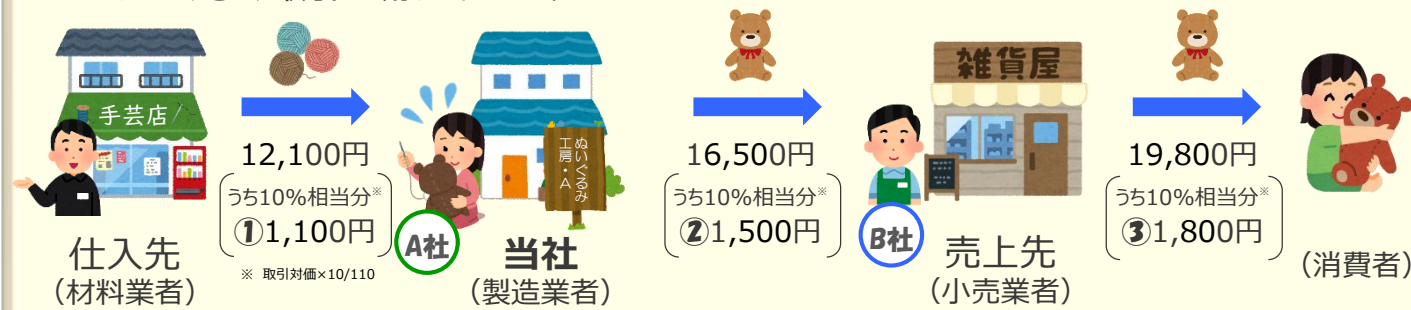 手芸店
12,100円
うち10%相当分※
①1,100円
※ 取引対価×10/110
仕入先
（材料業者）
A社
ぬいぐるみ
工房・A
当社
（製造業者）
16,500円
うち10%相当分※
②1,500円
B社
雑貨屋
売上先
（小売業者）
19,800円
うち10%相当分※
③1,800円
（消費者）